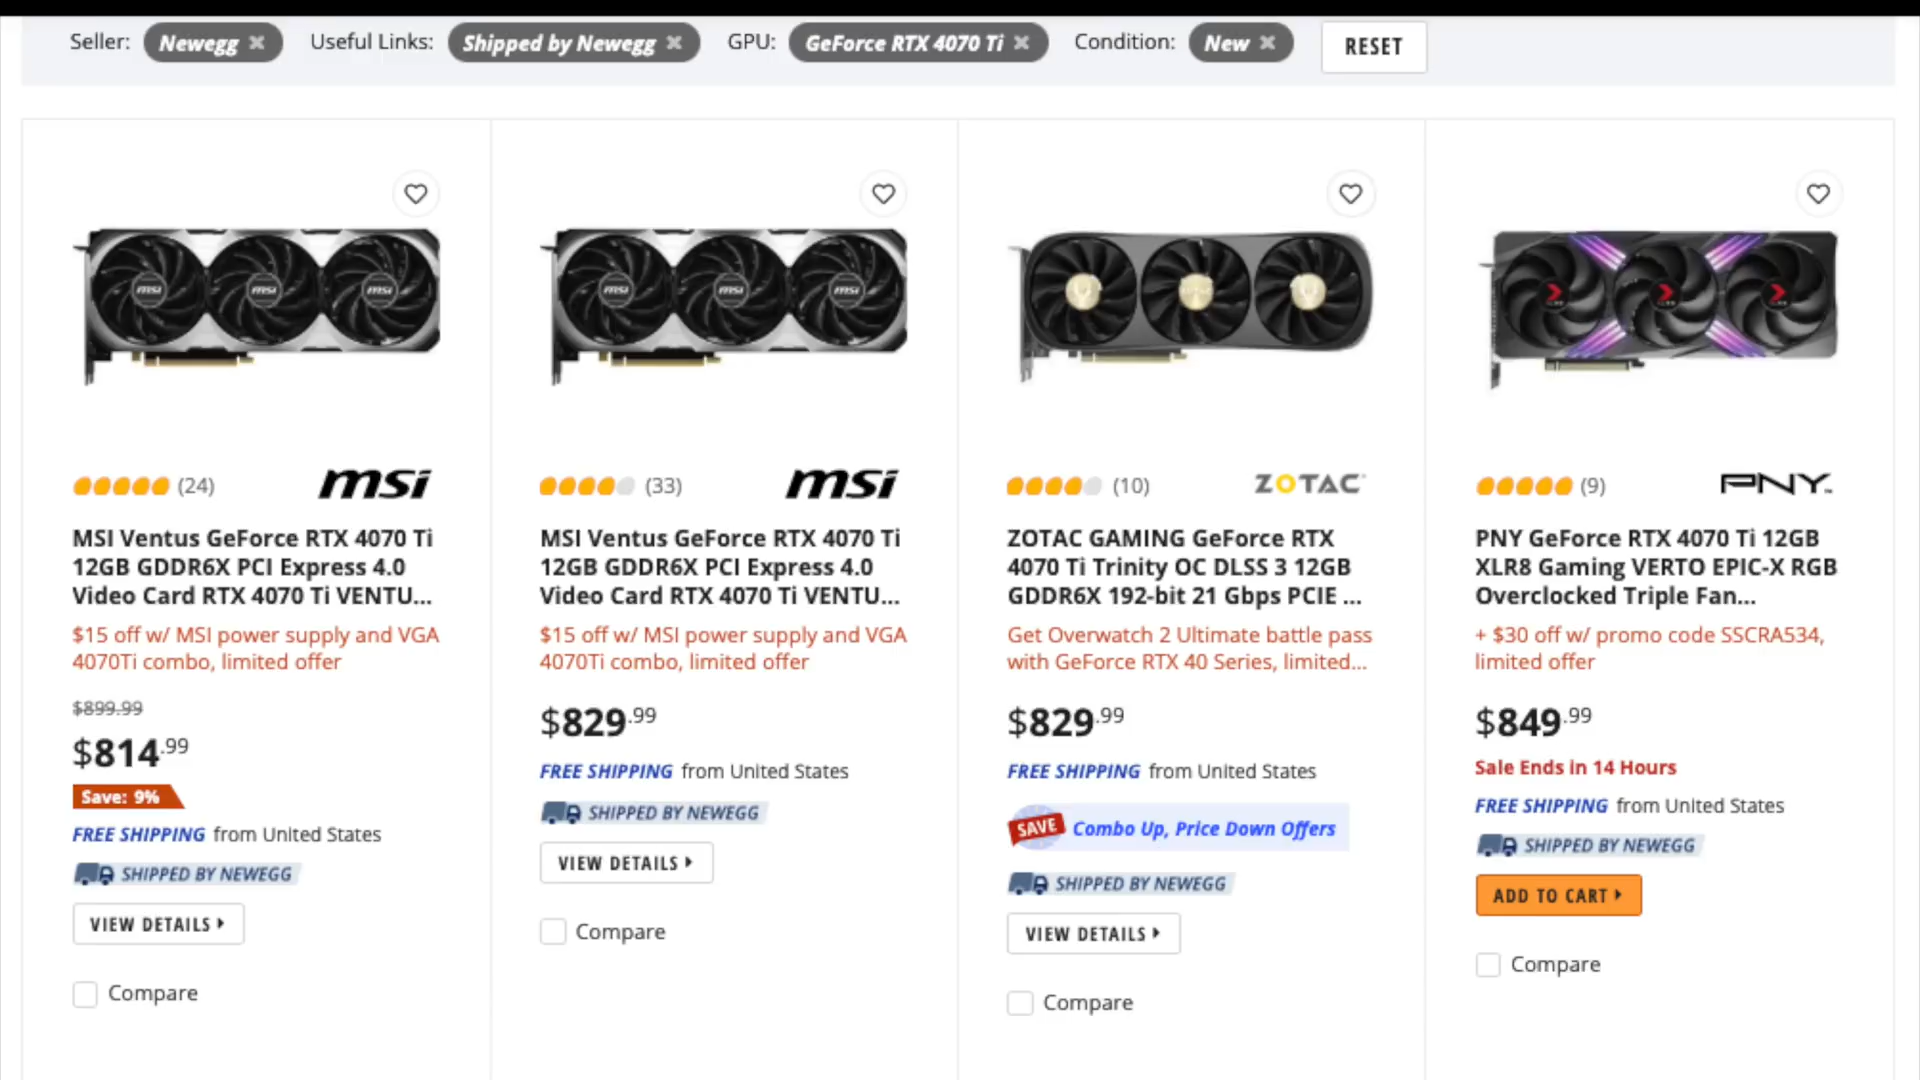 Seller: Newegg Useful Links: Shipped by Newegg GPU: GeForce RTX 4070 Ti Condition: New RESET
msi msi msi
(24) msi
MSI Ventus GeForce RTX 4070 Ti
12GB GDDR6X PCI Express 4.0
Video Card RTX 4070 Ti VENTU...
$15 off w/ MSI power supply and VGA
4070Ti combo, limited offer
$899.99
$814.99
Save: 9%
FREE SHIPPING from United States
SHIPPED BY NEWEGG
VIEW DETAILS
Compare
msi msi msi
(33) msi
MSI Ventus GeForce RTX 4070 Ti
12GB GDDR6X PCI Express 4.0
Video Card RTX 4070 Ti VENTU...
$15 off w/ MSI power supply and VGA
4070Ti combo, limited offer
$829.99
FREE SHIPPING from United States
SHIPPED BY NEWEGG
VIEW DETAILS
Compare
(10) ZOTAC
ZOTAC GAMING GeForce RTX
4070 Ti Trinity OC DLSS 3 12GB
GDDR6X 192-bit 21 Gbps PCIE ...
Get Overwatch 2 Ultimate battle pass
with GeForce RTX 40 Series, limited...
$829.99
FREE SHIPPING from United States
SAVE Combo Up, Price Down Offers
SHIPPED BY NEWEGG
VIEW DETAILS
Compare
(9) PNY
PNY GeForce RTX 4070 Ti 12GB
XLR8 Gaming VERTO EPIC-X RGB
Overclocked Triple Fan...
+ $30 off w/ promo code SSCRA534,
limited offer
$849.99
Sale Ends in 14 Hours
FREE SHIPPING from United States
SHIPPED BY NEWEGG
ADD TO CART
Compare